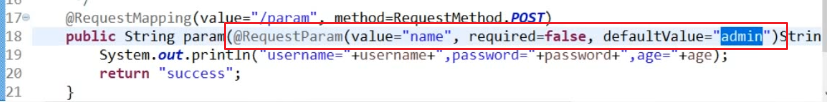 17 @RequestMapping(value="/param", method=RequestMethod.POST)
18 public String param(@RequestParam(value="name", required=false, defaultValue="admin")Strin
19 System.out.println("username="+username+",password="+password+",age="+age);
20 return "success";
21 }